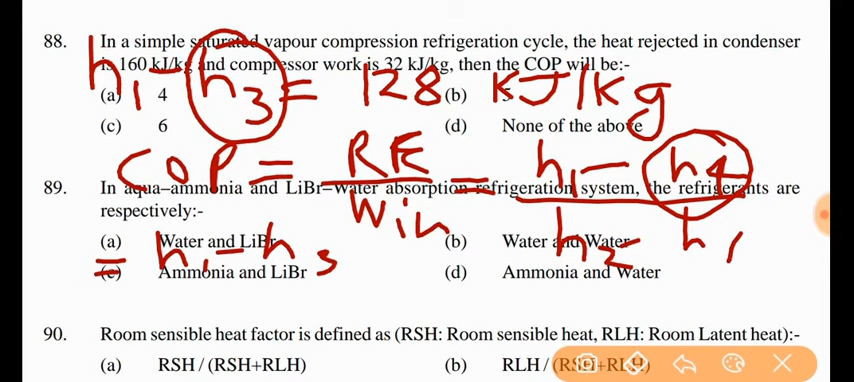 88. In a simple saturated vapour compression refrigeration cycle, the heat rejected in condenser
is 160 kJ/kg and compressor work is 32 kJ/kg, then the COP will be:-
h₁ - h₃ = 128 kJ/kg
(a) 4 (b) 5
(c) 6 (d) None of the above
COP = RE / Win = h₁ - h4 / h2 - h₁
89. In aqua–ammonia and LiBr–Water absorption refrigeration system, the refrigerants are
respectively:-
(a) Water and LiBr (b) Water and Water
= h₁ - h3
(c) Ammonia and LiBr (d) Ammonia and Water
90. Room sensible heat factor is defined as (RSH: Room sensible heat, RLH: Room Latent heat):-
(a) RSH / (RSH+RLH) (b) RLH / (RSH+RLH)